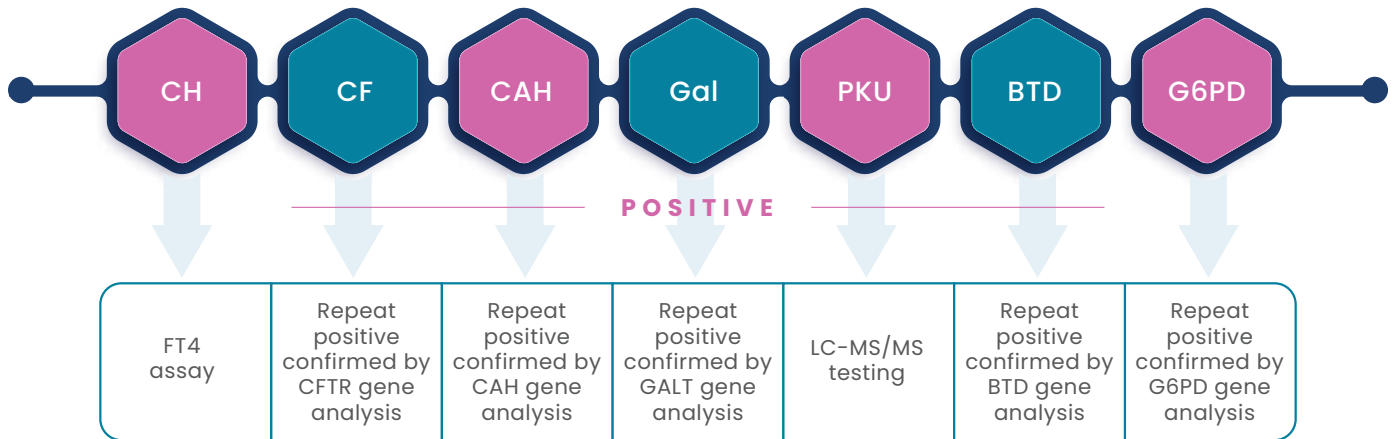 CH
CF
CAH
Gal
PKU
BTD
G6PD
POSITIVE
FT4
assay
Repeat
positive
confirmed by
CFTR gene
analysis
Repeat
positive
confirmed by
CAH gene
analysis
Repeat
positive
confirmed by
GALT gene
analysis
LC-MS/MS
testing
Repeat
positive
confirmed by
BTD gene
analysis
Repeat
positive
confirmed by
G6PD gene
analysis